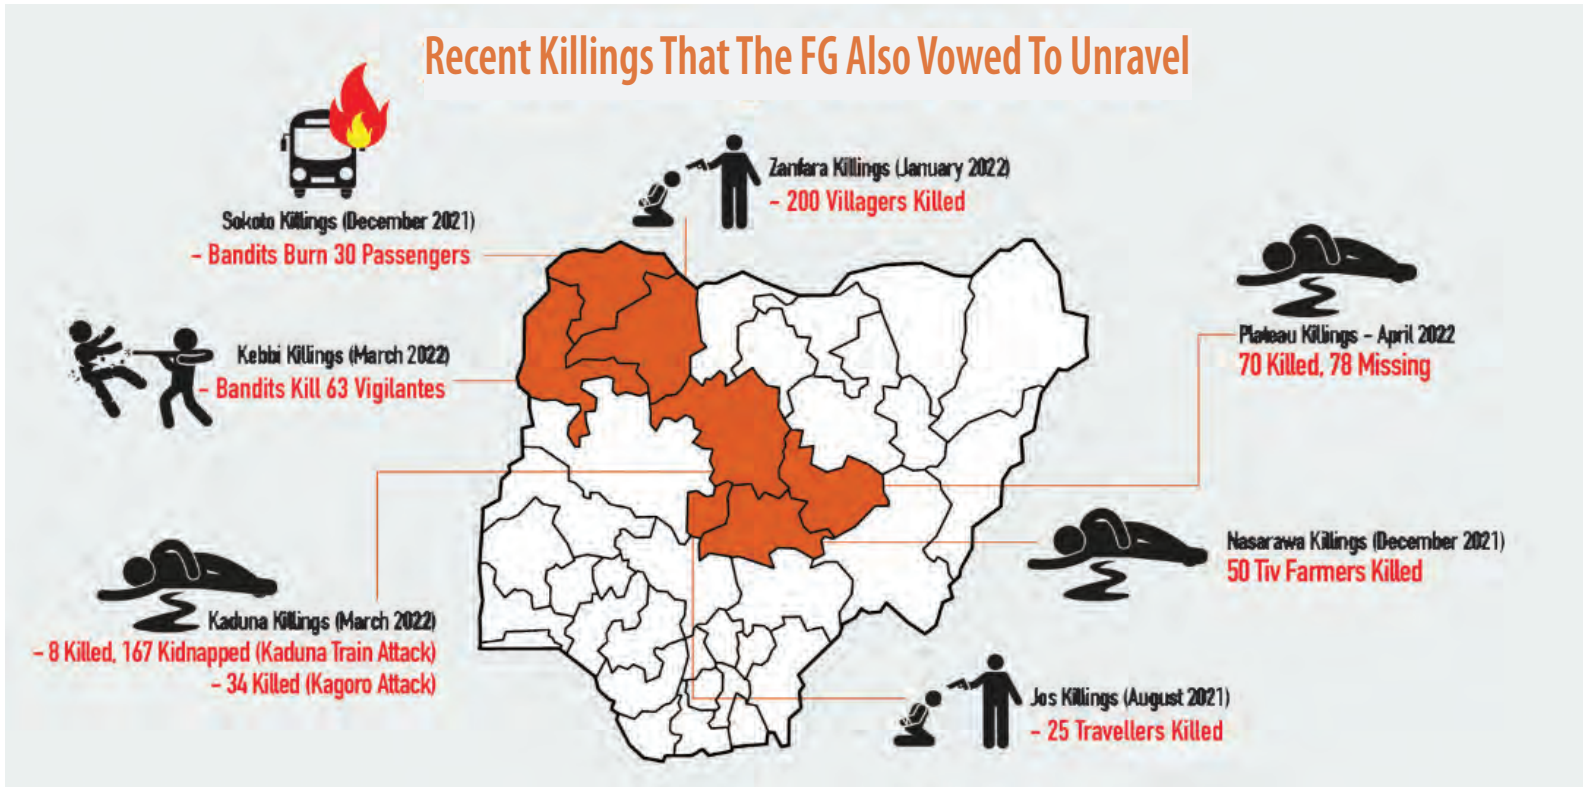 Recent Killings That The FG Also Vowed To Unravel
Sokoto Killings (December 2021)
– Bandits Burn 30 Passengers
Zamfara Killings (January 2022)
– 200 Villagers Killed
Kebbi Killings (March 2022)
– Bandits Kill 63 Vigilantes
Plateau Killings – April 2022
70 Killed, 78 Missing
Nasarawa Killings (December 2021)
50 Tiv Farmers Killed
Kaduna Killings (March 2022)
– 8 Killed, 167 Kidnapped (Kaduna Train Attack)
– 34 Killed (Kagoro Attack)
Jos Killings (August 2021)
– 25 Travellers Killed